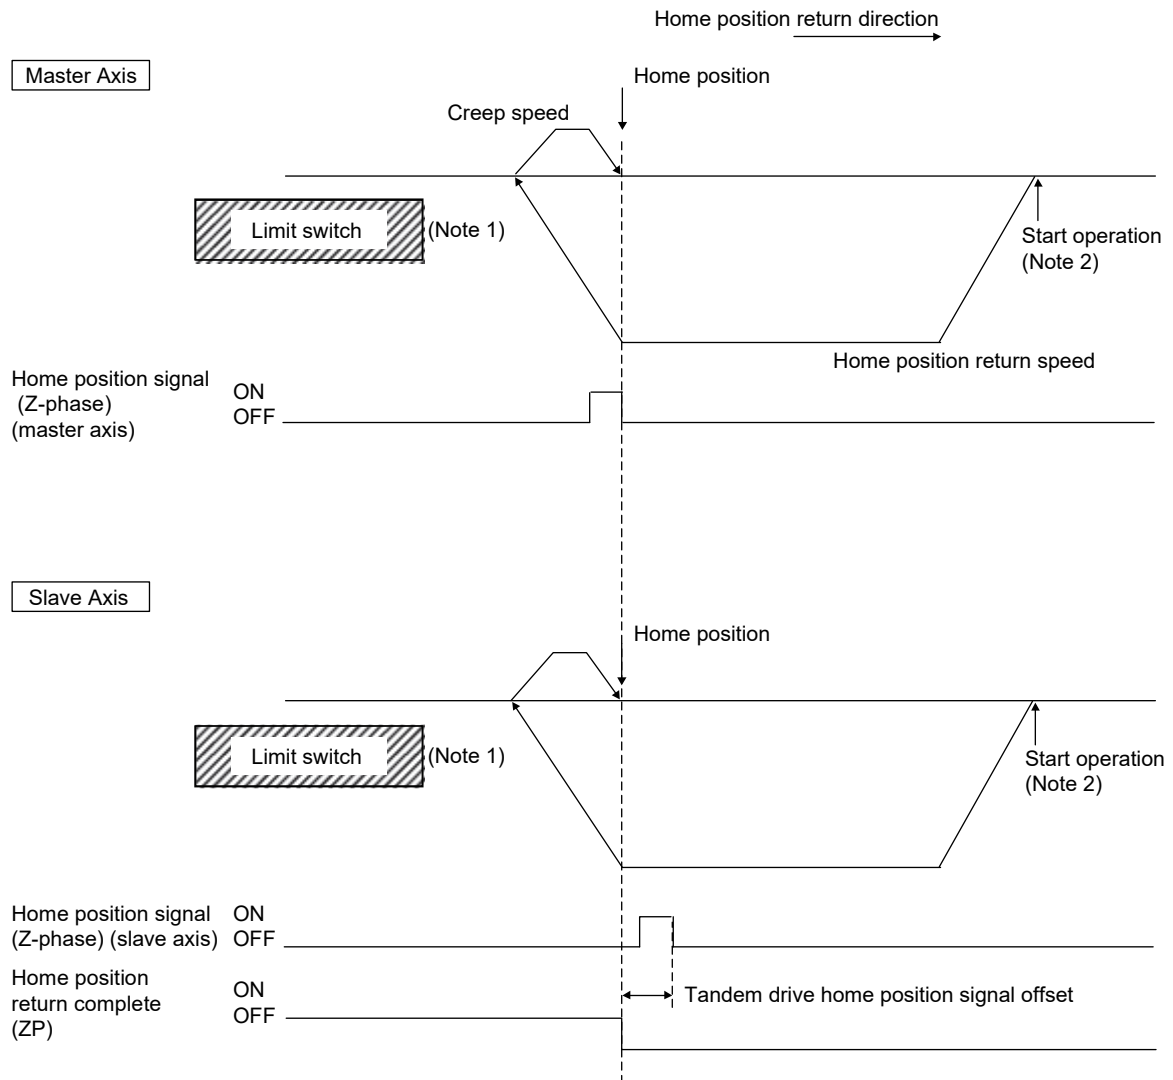 Home position return direction
Master Axis
Home position
Creep speed
Limit switch
(Note 1)
Start operation
(Note 2)
Home position return speed
Home position signal
(Z-phase)
(master axis)
ON
OFF
Slave Axis
Home position
Limit switch
(Note 1)
Start operation
(Note 2)
Home position signal
(Z-phase) (slave axis)
ON
OFF
Home position
return complete
(ZP)
ON
OFF
Tandem drive home position signal offset